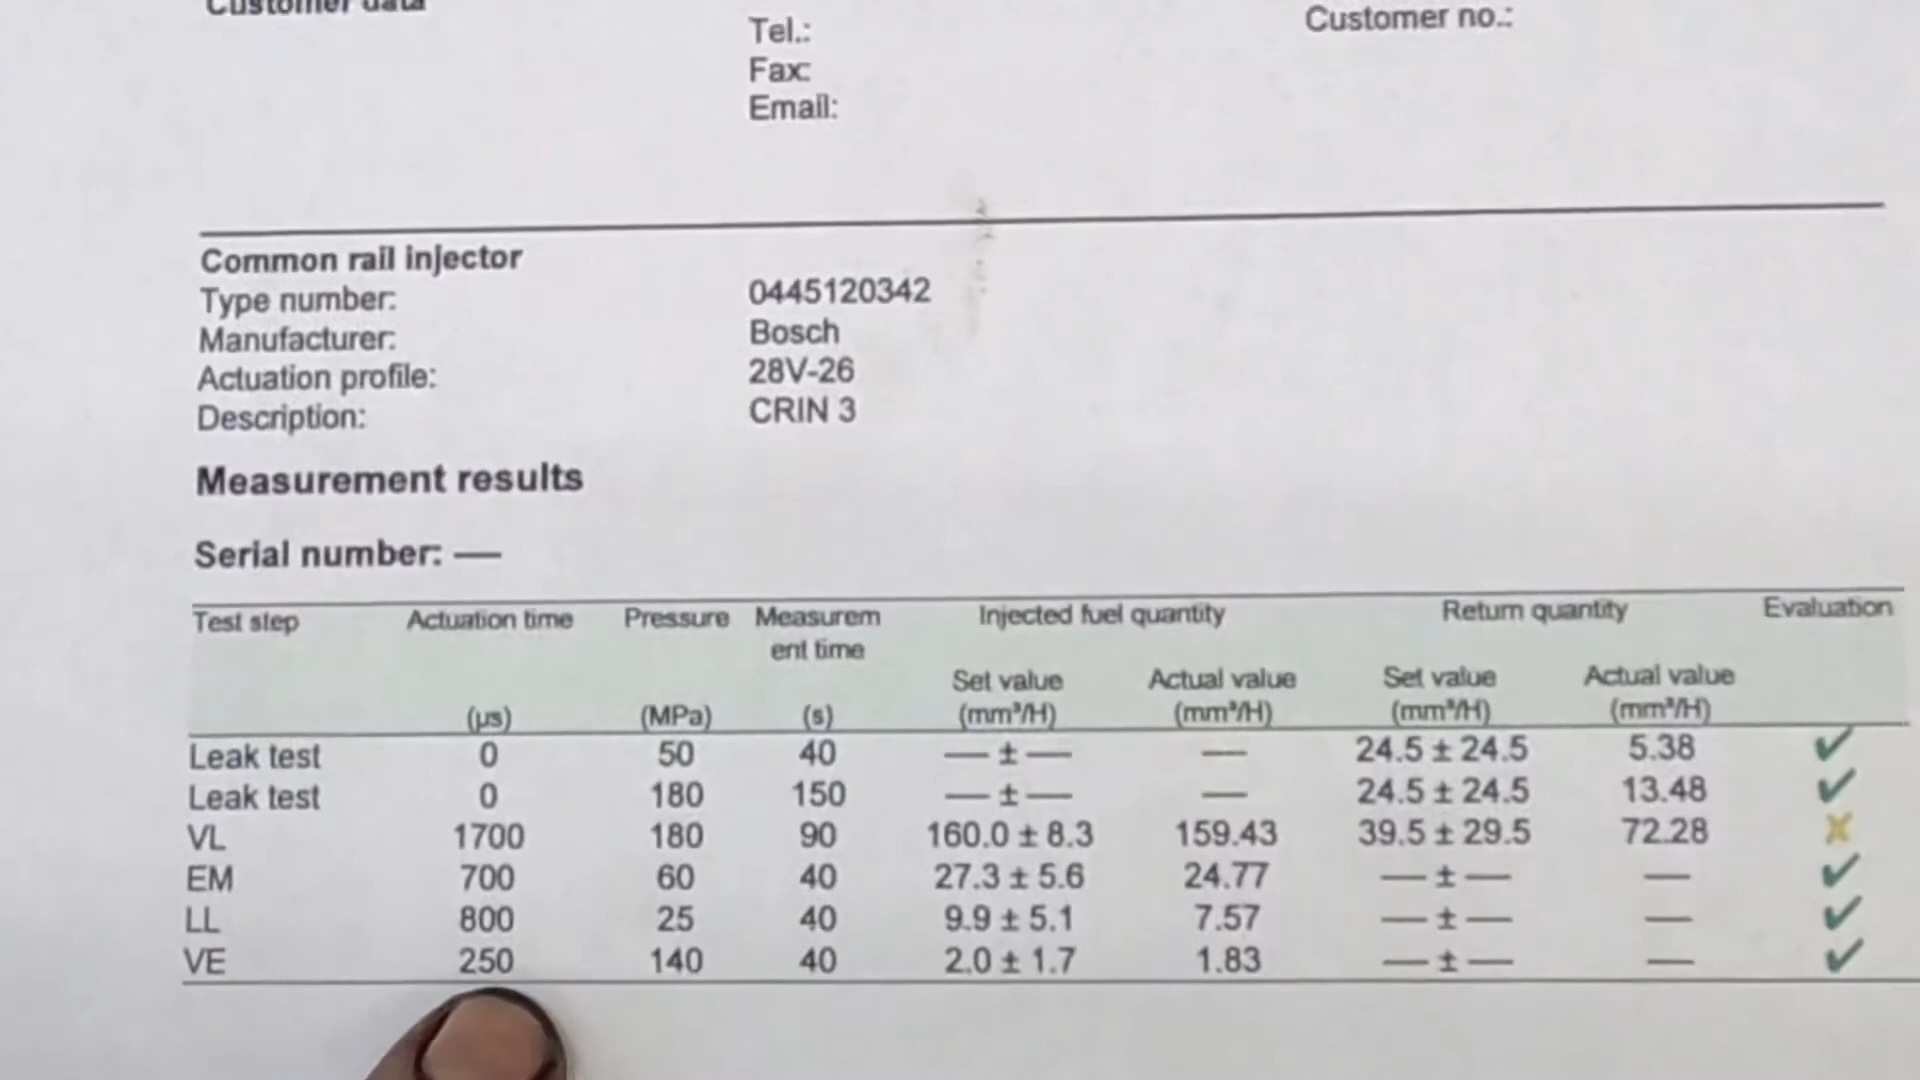 Customer data
Tel.:
Customer no.:
Fax:
Email:
Common rail injector
Type number: 0445120342
Manufacturer: Bosch
Actuation profile: 28V-26
Description: CRIN 3
Measurement results
Serial number: —
Test step Actuation time Pressure Measurem Injected fuel quantity Return quantity Evaluation
ent time
Set value Actual value Set value Actual value
(µs) (MPa) (s) (mm³/H) (mm³/H) (mm³/H) (mm³/H)
Leak test 0 50 40 — ± — — 24.5 ± 24.5 5.38 ✔
Leak test 0 180 150 — ± — — 24.5 ± 24.5 13.48 ✔
VL 1700 180 90 160.0 ± 8.3 159.43 39.5 ± 29.5 72.28 ✘
EM 700 60 40 27.3 ± 5.6 24.77 — ± — — ✔
LL 800 25 40 9.9 ± 5.1 7.57 — ± — — ✔
VE 250 140 40 2.0 ± 1.7 1.83 — ± — — ✔